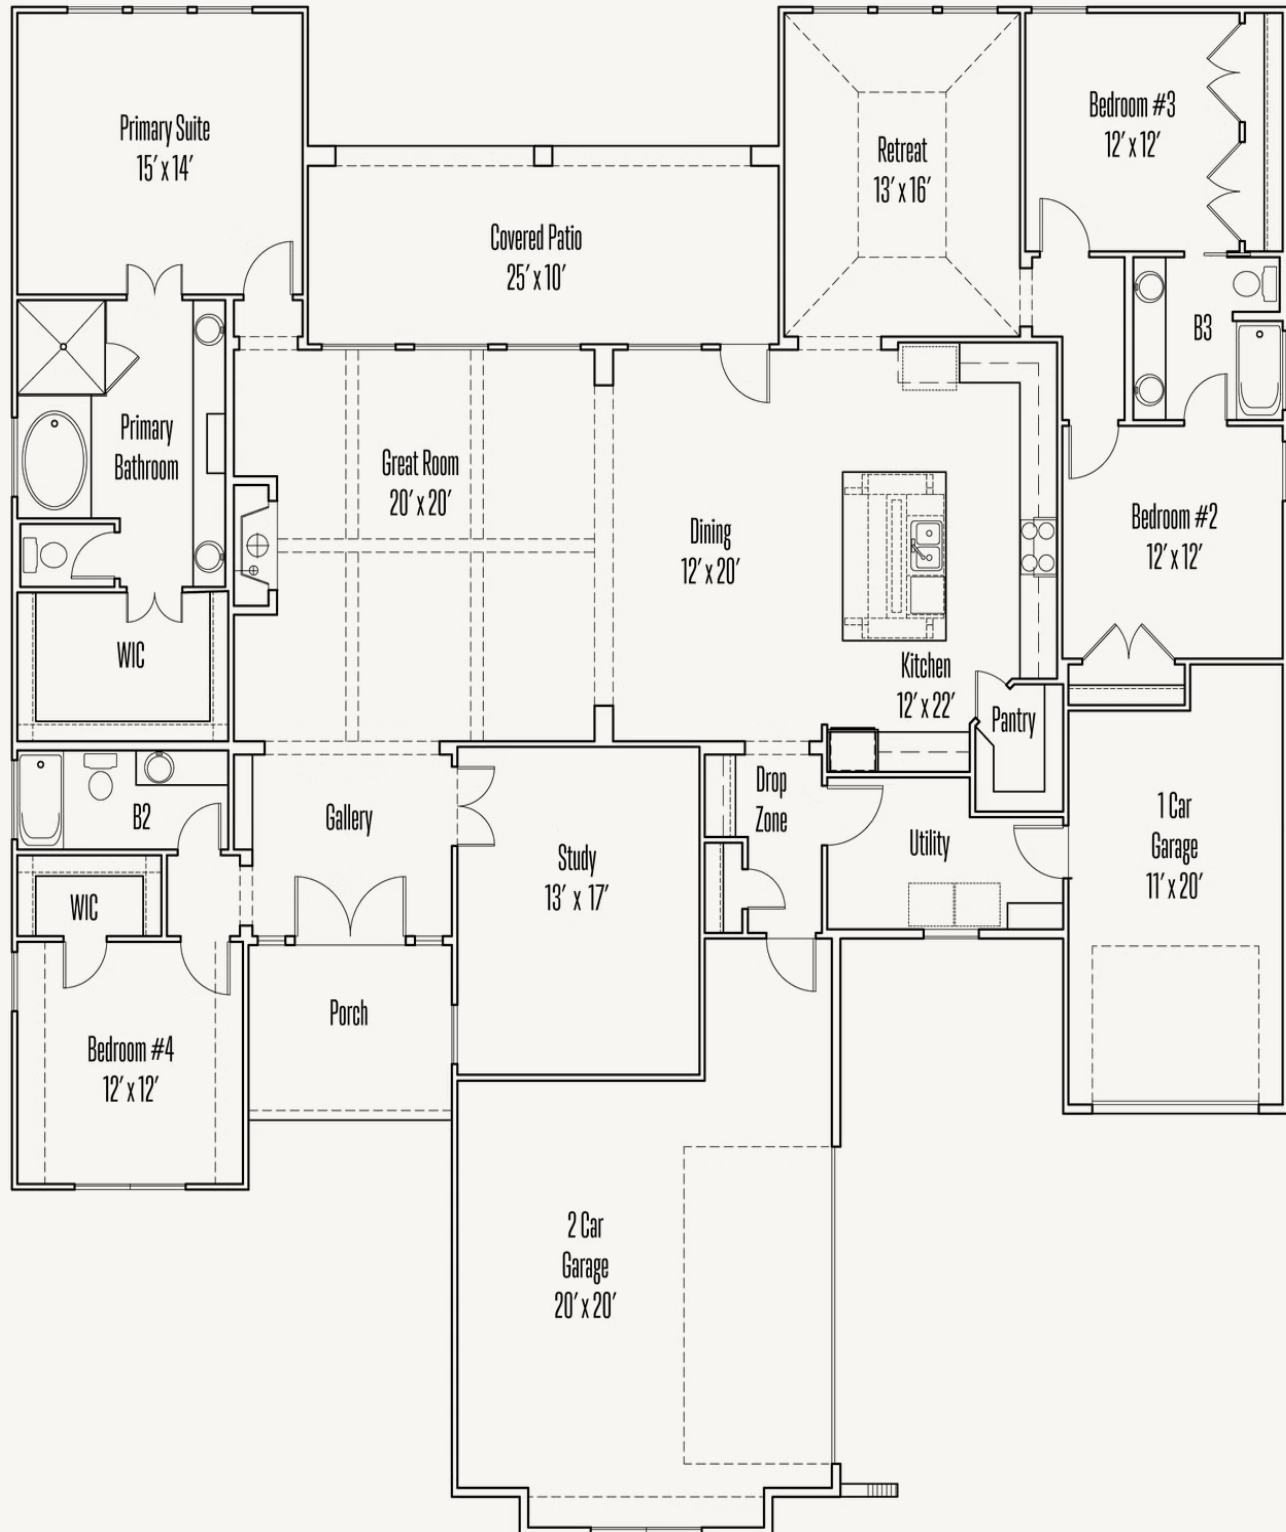 Primary Suite
15' x 14'
Covered Patio
25' x 10'
Retreat
13' x 16'
Bedroom #3
12' x 12'
B3
Primary
Bathroom
Great Room
20' x 20'
Dining
12' x 20'
Bedroom #2
12' x 12'
WIC
Kitchen
12' x 22'
Pantry
B2
Gallery
Study
13' x 17'
Drop
Zone
Utility
1 Car
Garage
11' x 20'
WIC
Bedroom #4
12' x 12'
Porch
2 Car
Garage
20' x 20'